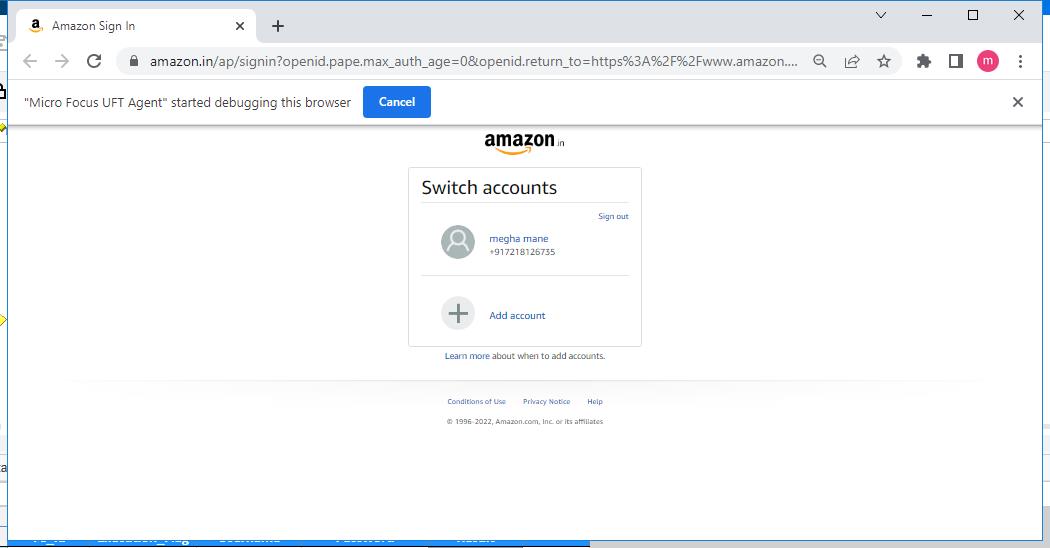 Amazon Sign In
amazon.in/ap/signin?openid.pape.max_auth_age=0&openid.return_to=https%3A%2F%2Fwww.amazon....
m
"Micro Focus UFT Agent" started debugging this browser
Cancel
amazon.in
Switch accounts
Sign out
megha mane
+917218126735
Add account
Learn more about when to add accounts.
Conditions of Use Privacy Notice Help
© 1996-2022, Amazon.com, Inc. or its affiliates